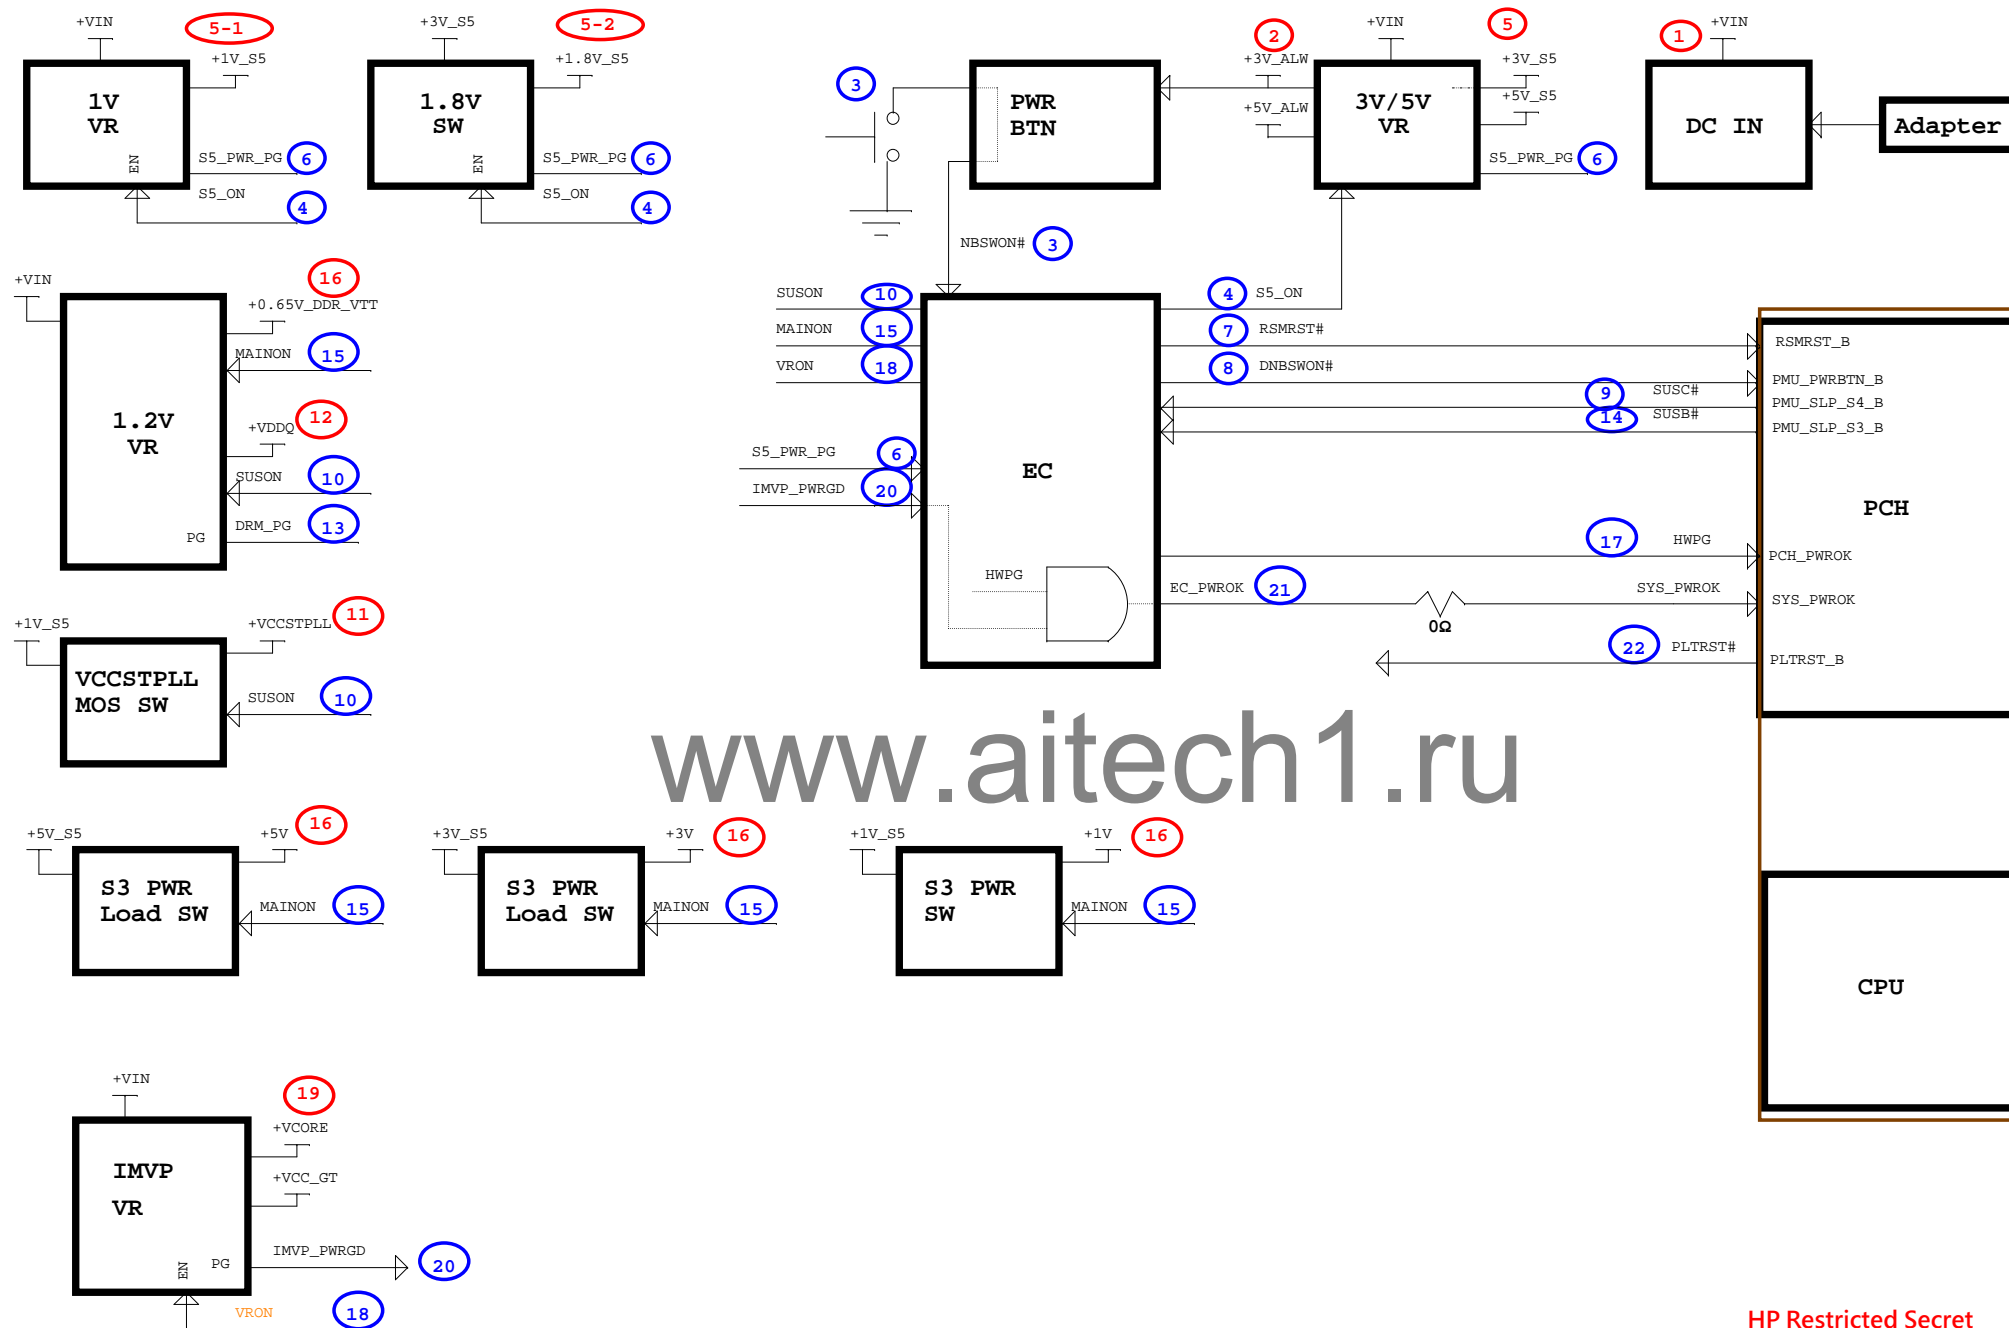 +VIN
5-1
+1V_S5
1V
VR
EN
S5_PWR_PG
6
S5_ON
4
+3V_S5
5-2
+1.8V_S5
1.8V
SW
EN
S5_PWR_PG
6
S5_ON
4
3
PWR
BTN
2
+3V_ALW
+5V_ALW
+VIN
5
+3V_S5
+5V_S5
3V/5V
VR
S5_PWR_PG
6
1
+VIN
DC IN
Adapter
NBSWON#
3
+VIN
16
+0.65V_DDR_VTT
MAINON
15
1.2V
VR
+VDDQ
12
SUSON
10
DRM_PG
13
PG
SUSON
10
MAINON
15
VRON
18
S5_PWR_PG
6
IMVP_PWRGD
20
EC
HWPG
4
S5_ON
7
RSMRST#
8
DNBSWON#
9
SUSC#
14
SUSB#
17
HWPG
EC_PWROK
21
0Ω
SYS_PWROK
22
PLTRST#
RSMRST_B
PMU_PWRBTN_B
PMU_SLP_S4_B
PMU_SLP_S3_B
PCH
PCH_PWROK
SYS_PWROK
PLTRST_B
+1V_S5
+VCCSTPLL
11
VCCSTPLL
MOS SW
SUSON
10
www.aitech1.ru
+5V_S5
+5V
16
S3 PWR
Load SW
MAINON
15
+3V_S5
+3V
16
S3 PWR
Load SW
MAINON
15
+1V_S5
+1V
16
S3 PWR
SW
MAINON
15
CPU
+VIN
19
+VCORE
+VCC_GT
IMVP
VR
IMVP_PWRGD
20
EN
PG
VRON
18
HP Restricted Secret